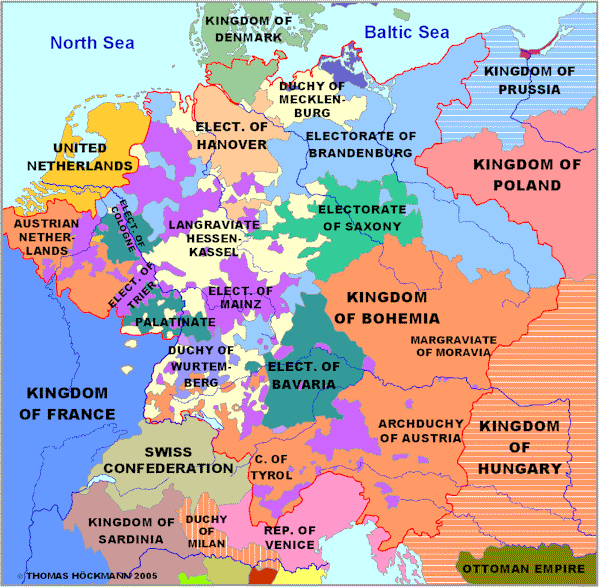 KINGDOM OF
DENMARK
North Sea
Baltic Sea
KINGDOM OF
PRUSSIA
DUCHY OF
MECKLEN-
BURG
ELECT. OF
HANOVER
ELECTORATE OF
BRANDENBURG
UNITED
NETHERLANDS
KINGDOM OF
POLAND
AUSTRIAN
NETHER-
LANDS
ELECT. OF
COLOGNE
LANGRAVIATE
HESSEN-
KASSEL
ELECTORATE
OF SAXONY
ELECT. OF
TRIER
ELECT. OF
MAINZ
KINGDOM
OF BOHEMIA
PALATINATE
MARGRAVIATE
OF MORAVIA
DUCHY OF
WURTEM-
BERG
ELECT. OF
BAVARIA
KINGDOM
OF FRANCE
ARCHDUCHY
OF AUSTRIA
KINGDOM
OF
HUNGARY
SWISS
CONFEDERATION
C. OF
TYROL
KINGDOM OF
SARDINIA
DUCHY
OF
MILAN
REP. OF
VENICE
OTTOMAN EMPIRE
© THOMAS HÖCKMANN 2005